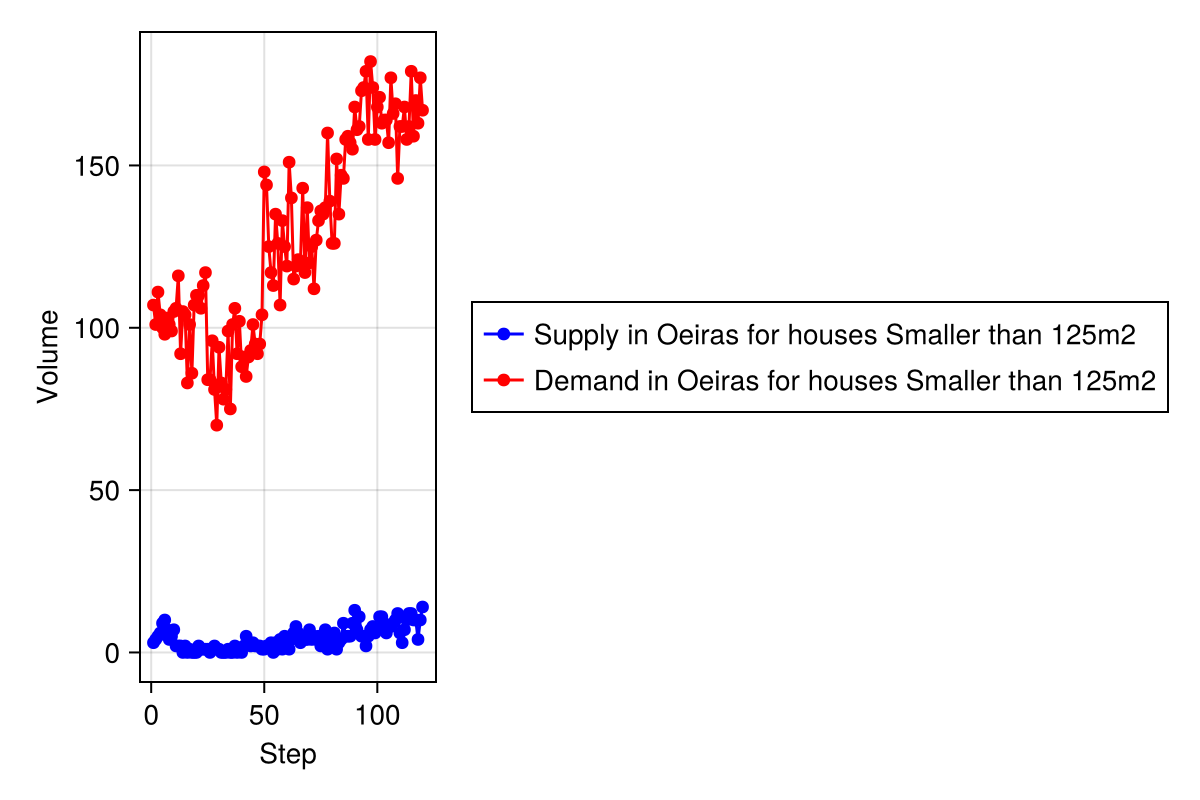 Volume
150
100
50
0
0 50 100
Step
Supply in Oeiras for houses Smaller than 125m2
Demand in Oeiras for houses Smaller than 125m2